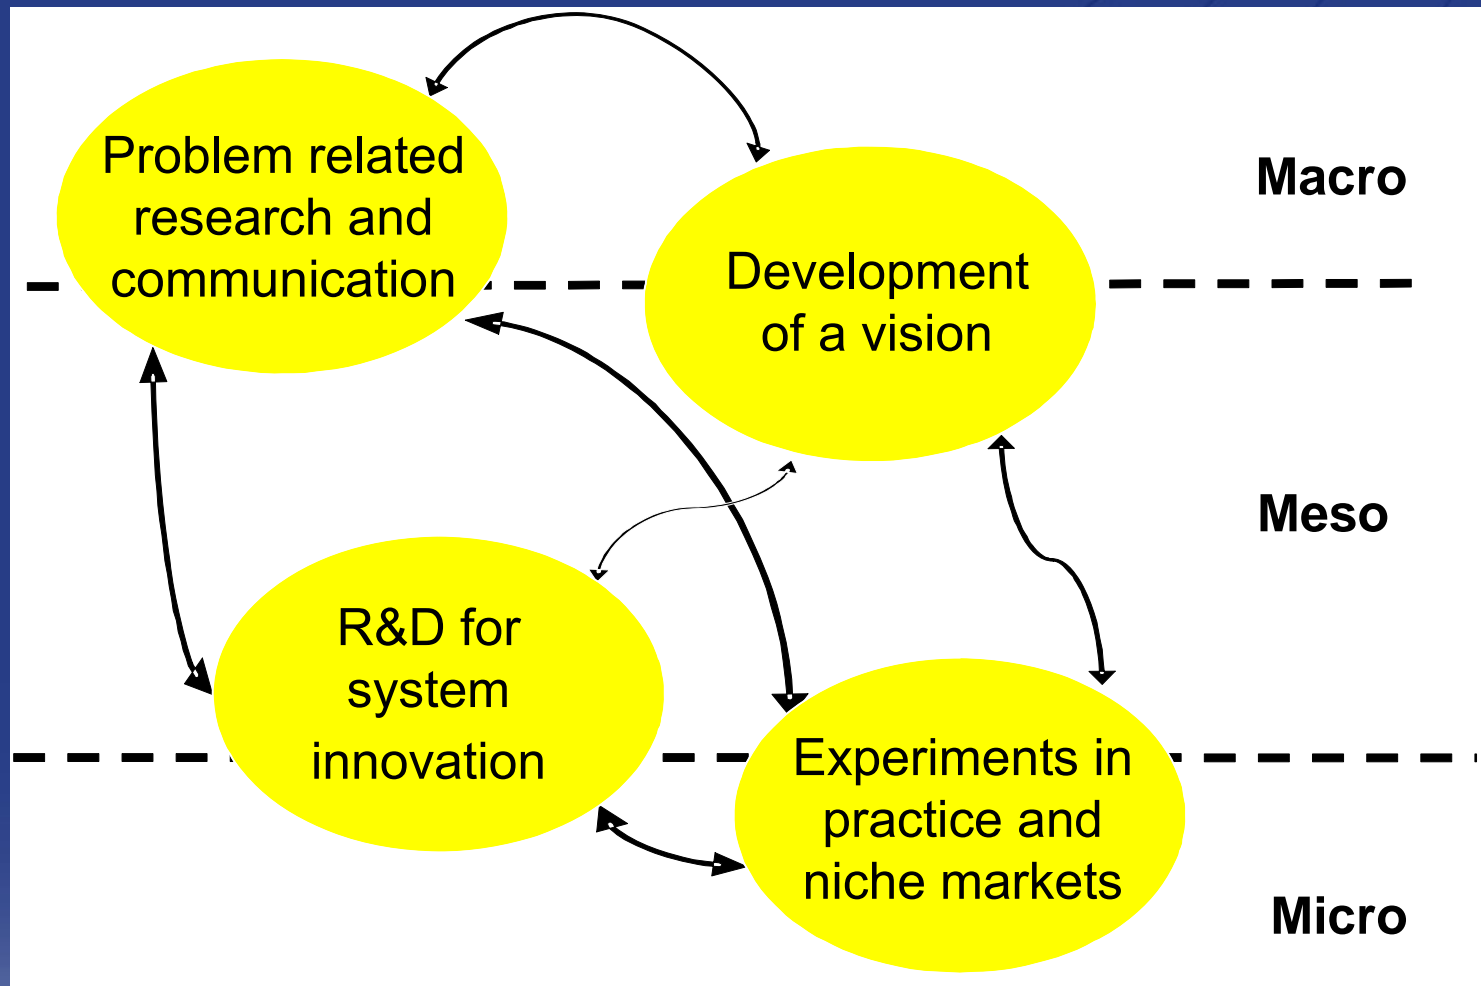 Problem related
research and
communication
Macro
Development
of a vision
Meso
R&D for
system
innovation
Experiments in
practice and
niche markets
Micro